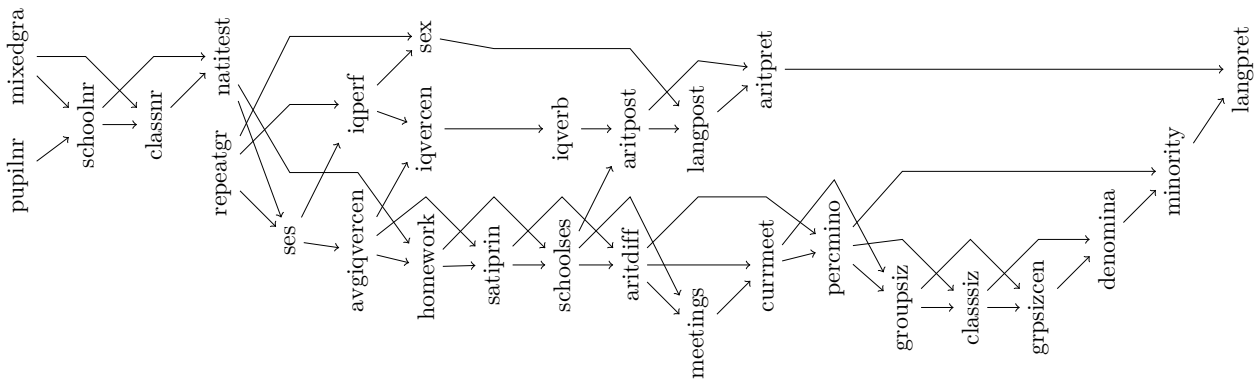 mixedgra
pupilnr
schoolnr
classnr
natitest
repeatgr
ses
iqperf
avgiqvercen
sex
iqvercen
homework
satiprin
iqverb
schoolses
aritpost
aritdiff
langpost
meetings
aritpret
currmeet
percmino
groupsiz
classsiz
grpsizcen
denomina
minority
langpret